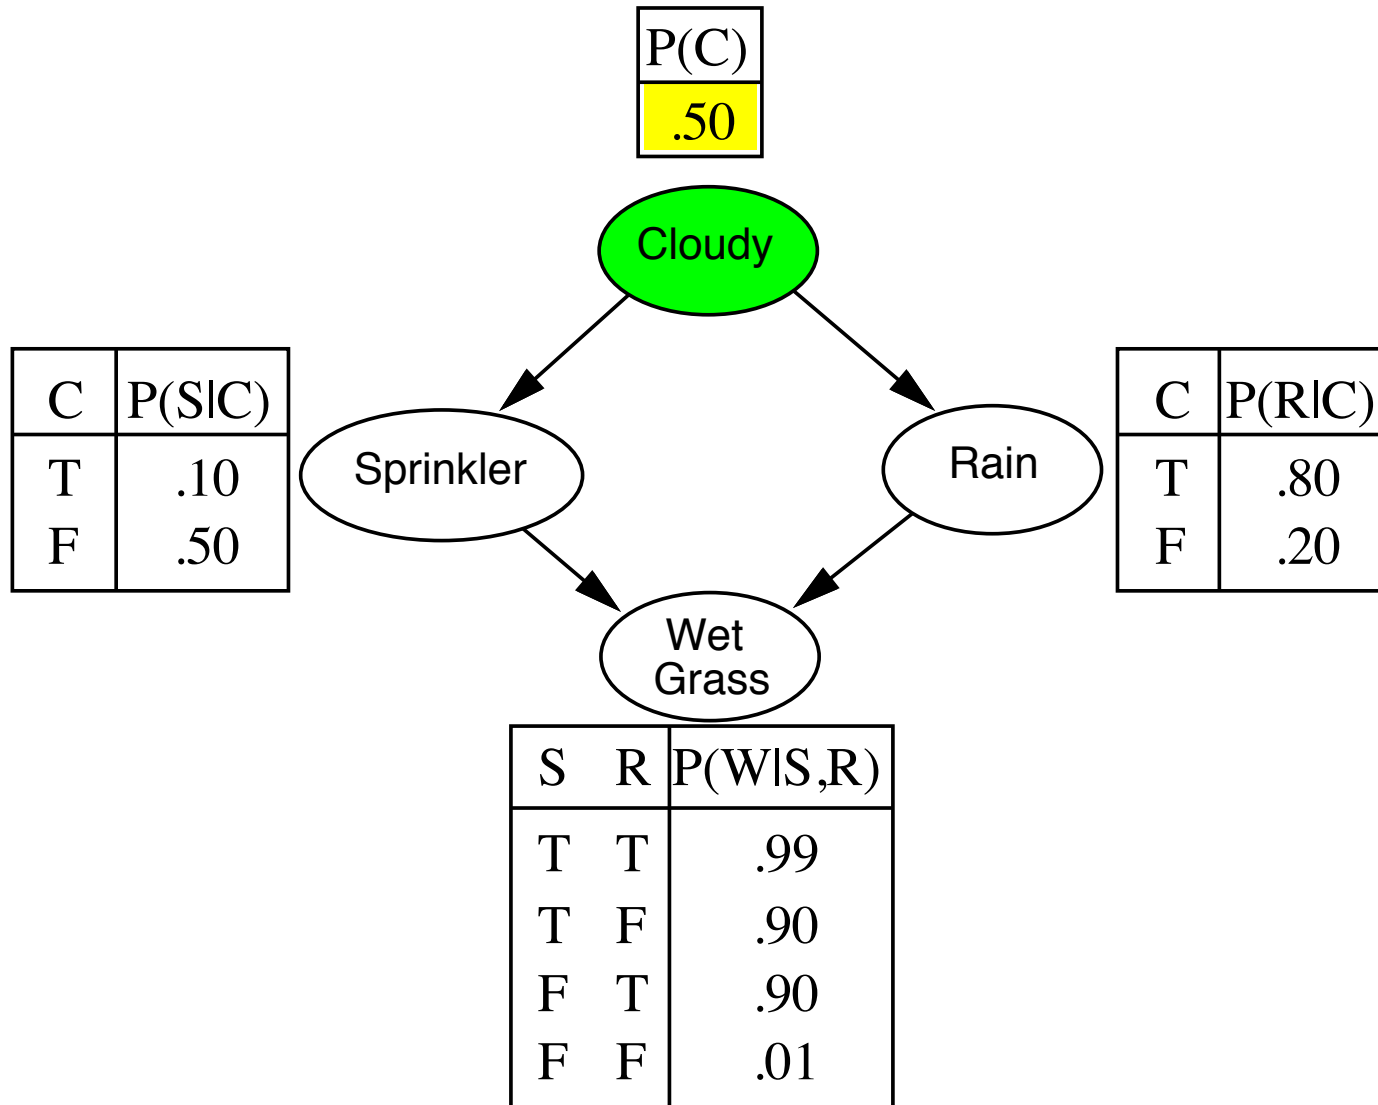 P(C)
.50
Cloudy
C P(S|C)
T .10
F .50
Sprinkler
Rain
C P(R|C)
T .80
F .20
Wet
Grass
S R P(W|S,R)
T T .99
T F .90
F T .90
F F .01